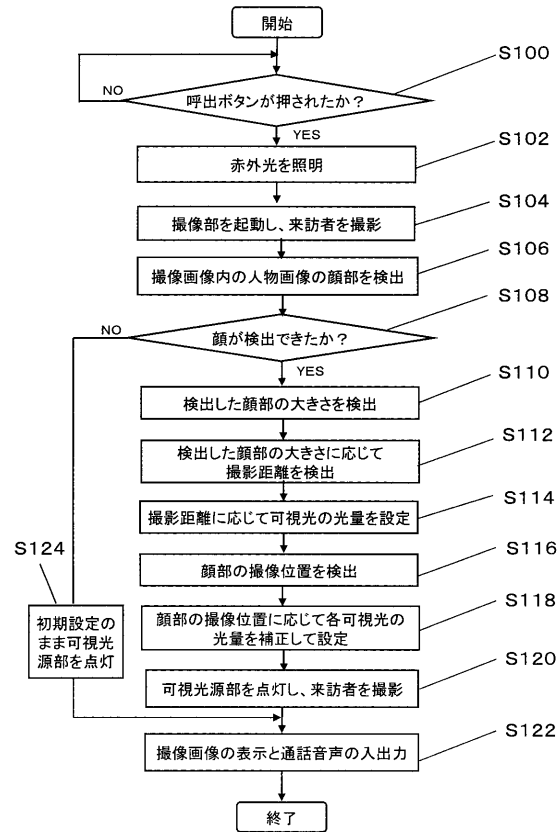 開始
S100
呼出ボタンが押されたか?
NO
YES
S102
赤外光を照明
S104
撮像部を起動し、来訪者を撮影
S106
撮像画像内の人物画像の顔部を検出
S108
NO
顔が検出できたか?
YES
S110
検出した顔部の大きさを検出
S112
検出した顔部の大きさに応じて
撮影距離を検出
S114
撮影距離に応じて可視光の光量を設定
S124
S116
顔部の撮像位置を検出
S118
初期設定の
まま可視光
源部を点灯
顔部の撮像位置に応じて各可視光の
光量を補正して設定
S120
可視光源部を点灯し、来訪者を撮影
S122
撮像画像の表示と通話音声の入出力
終了